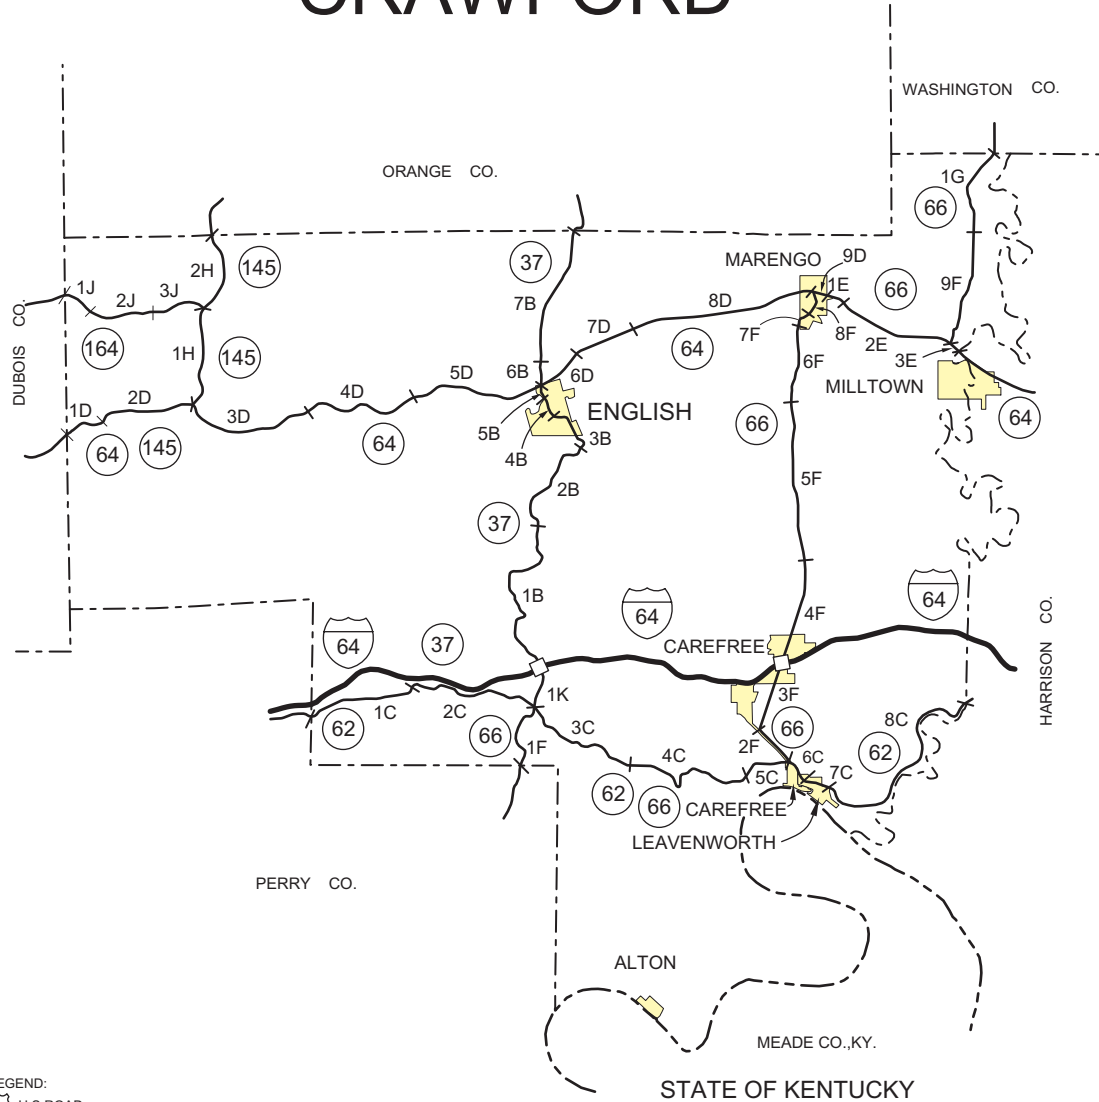 CRAWFORD
WASHINGTON CO.
ORANGE CO.
1G
66
145
2H
37
MARENGO
9D
1J
2J
3J
7B
8D
1E
66
9F
DUBOIS CO.
164
1H
145
7D
64
7F
8F
2E
3E
6F
1D
2D
3D
4D
5D
6B
6D
MILLTOWN
64
145
64
5B
4B
ENGLISH
3B
66
64
2B
5F
37
1B
64
64
4F
64
37
CAREFREE
HARRISON CO.
1K
3F
62
1C
2C
66
3C
1F
66
2F
8C
62
4C
5C
6C
7C
62
66
CAREFREE
LEAVENWORTH
PERRY CO.
ALTON
MEADE CO.,KY.
STATE OF KENTUCKY
EGEND: